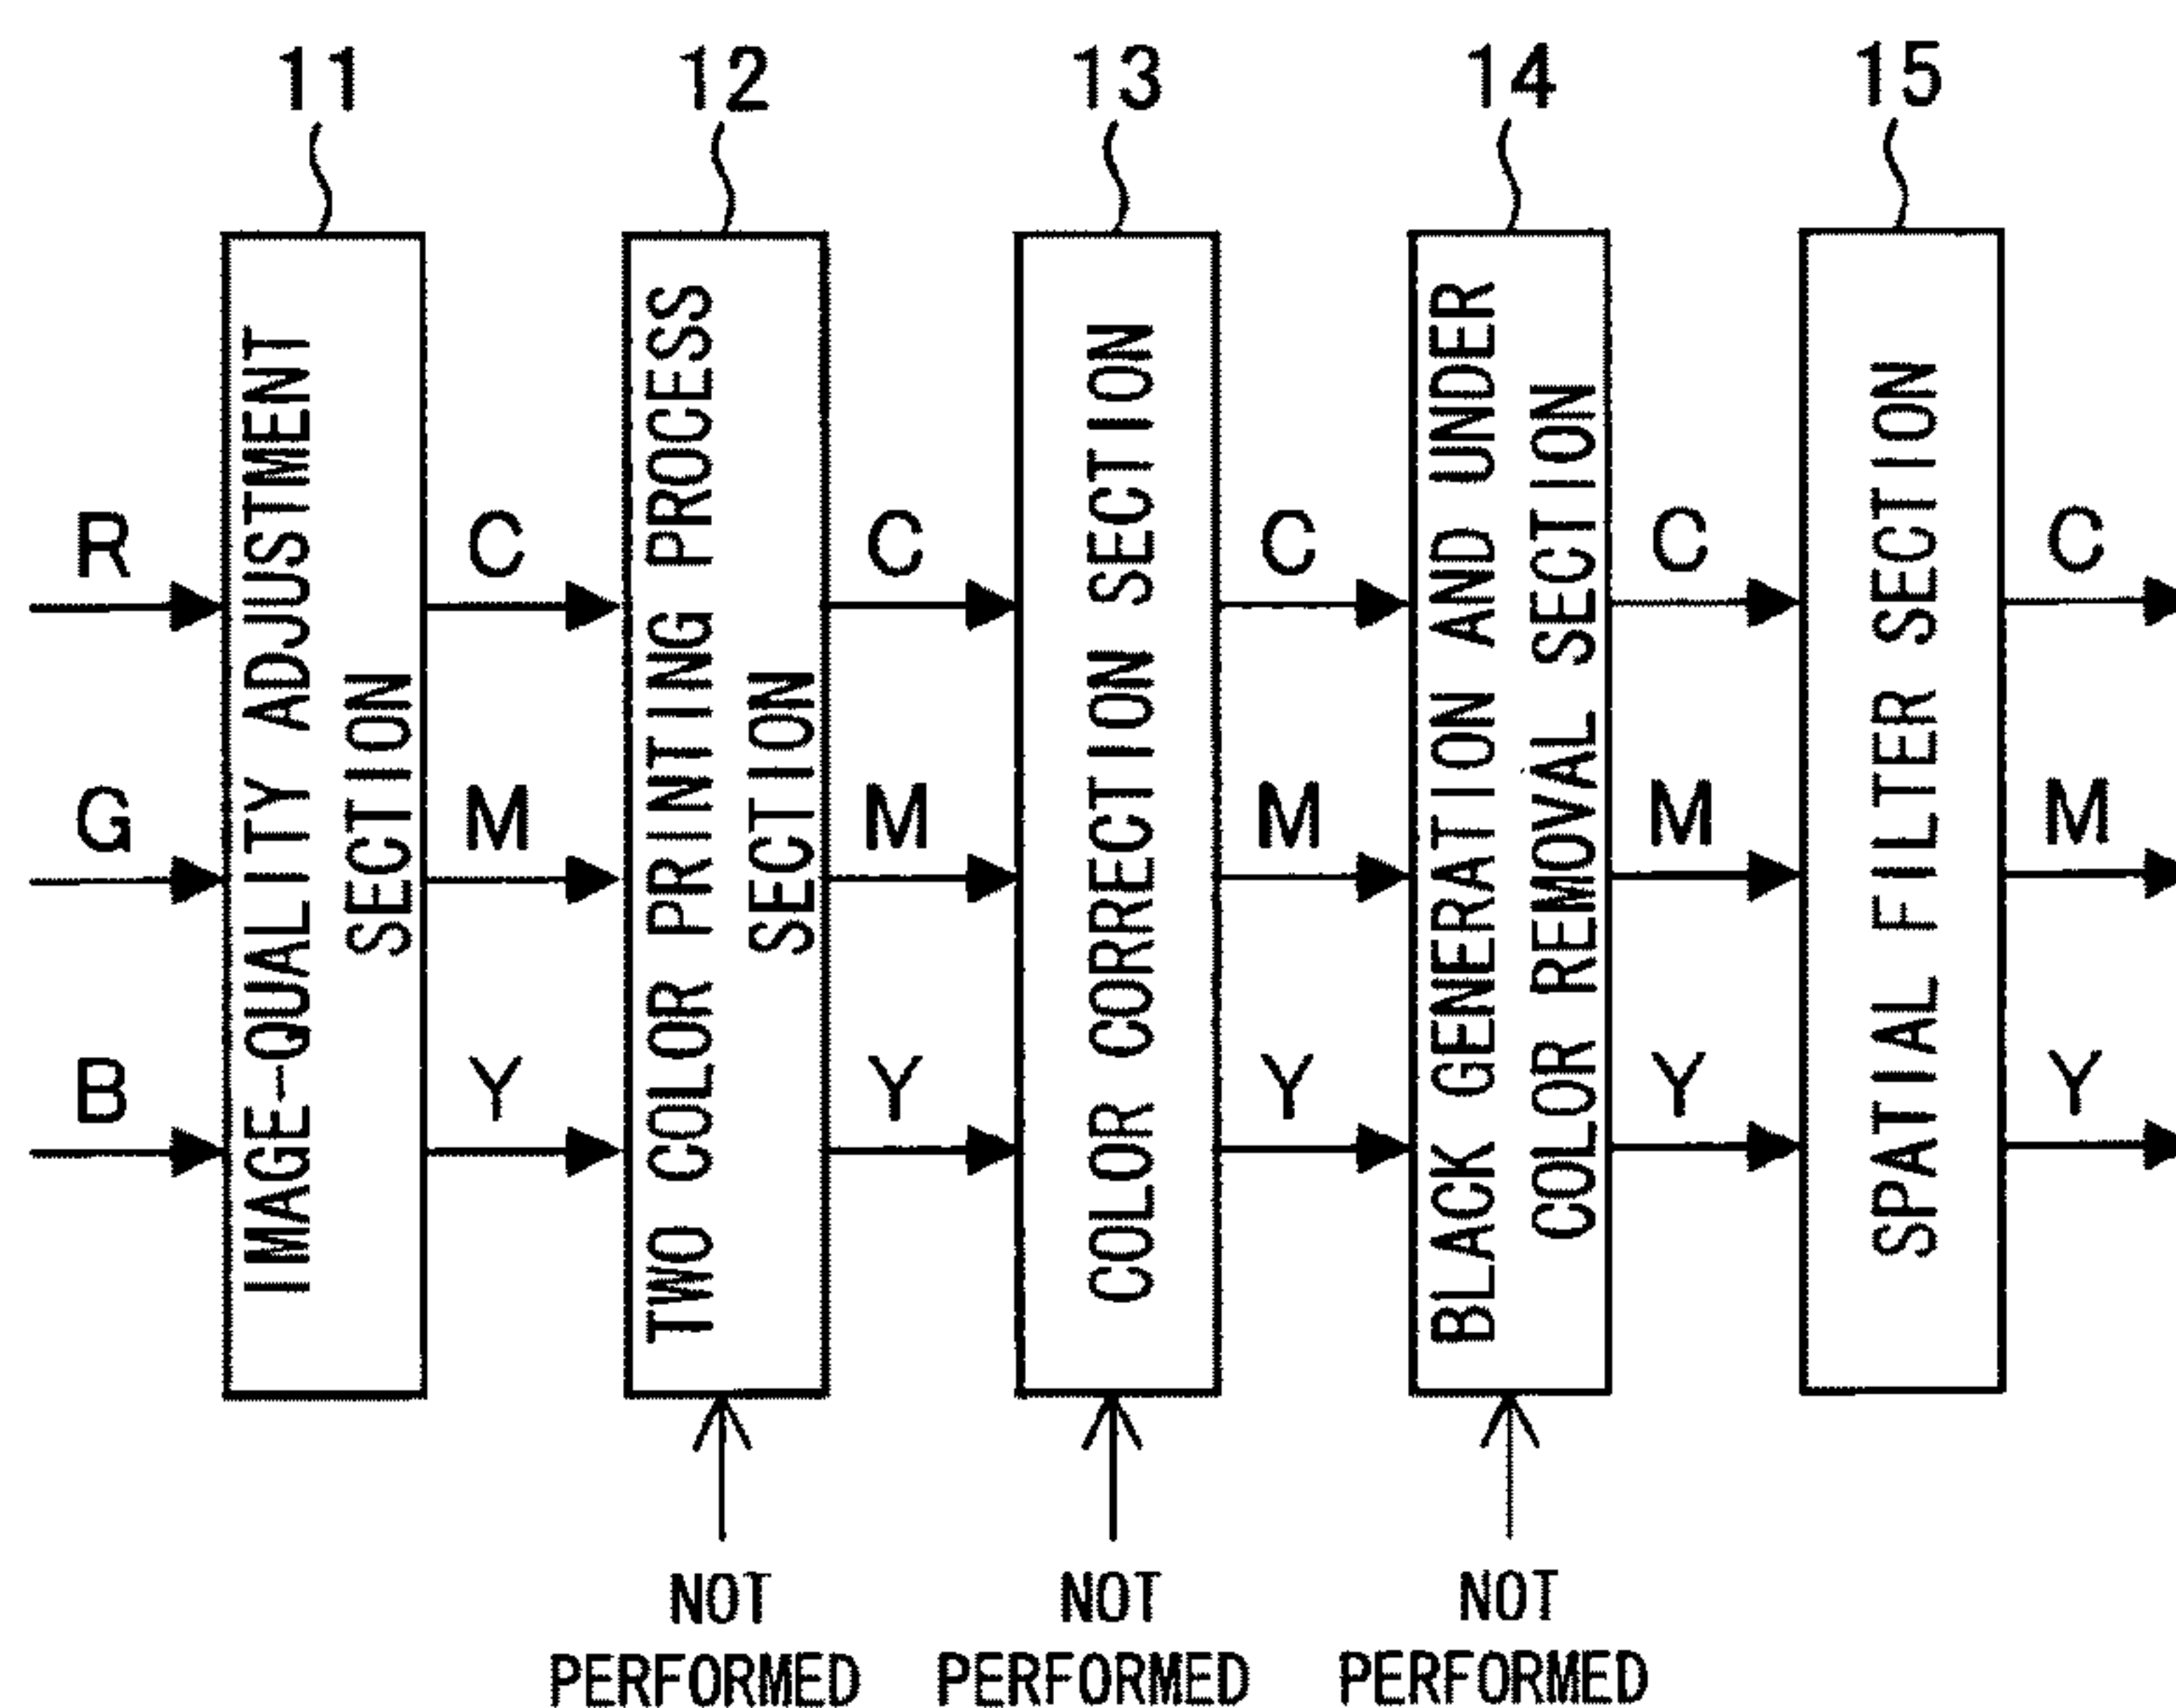 11
12
13
14
15
IMAGE-QUALITY ADJUSTMENT
SECTION
TWO COLOR PRINTING PROCESS
SECTION
COLOR CORRECTION SECTION
BLACK GENERATION AND UNDER
COLOR REMOVAL SECTION
SPATIAL FILTER SECTION
R
C
C
C
C
C
G
M
M
M
M
M
B
Y
Y
Y
Y
Y
NOT
PERFORMED
NOT
PERFORMED
NOT
PERFORMED